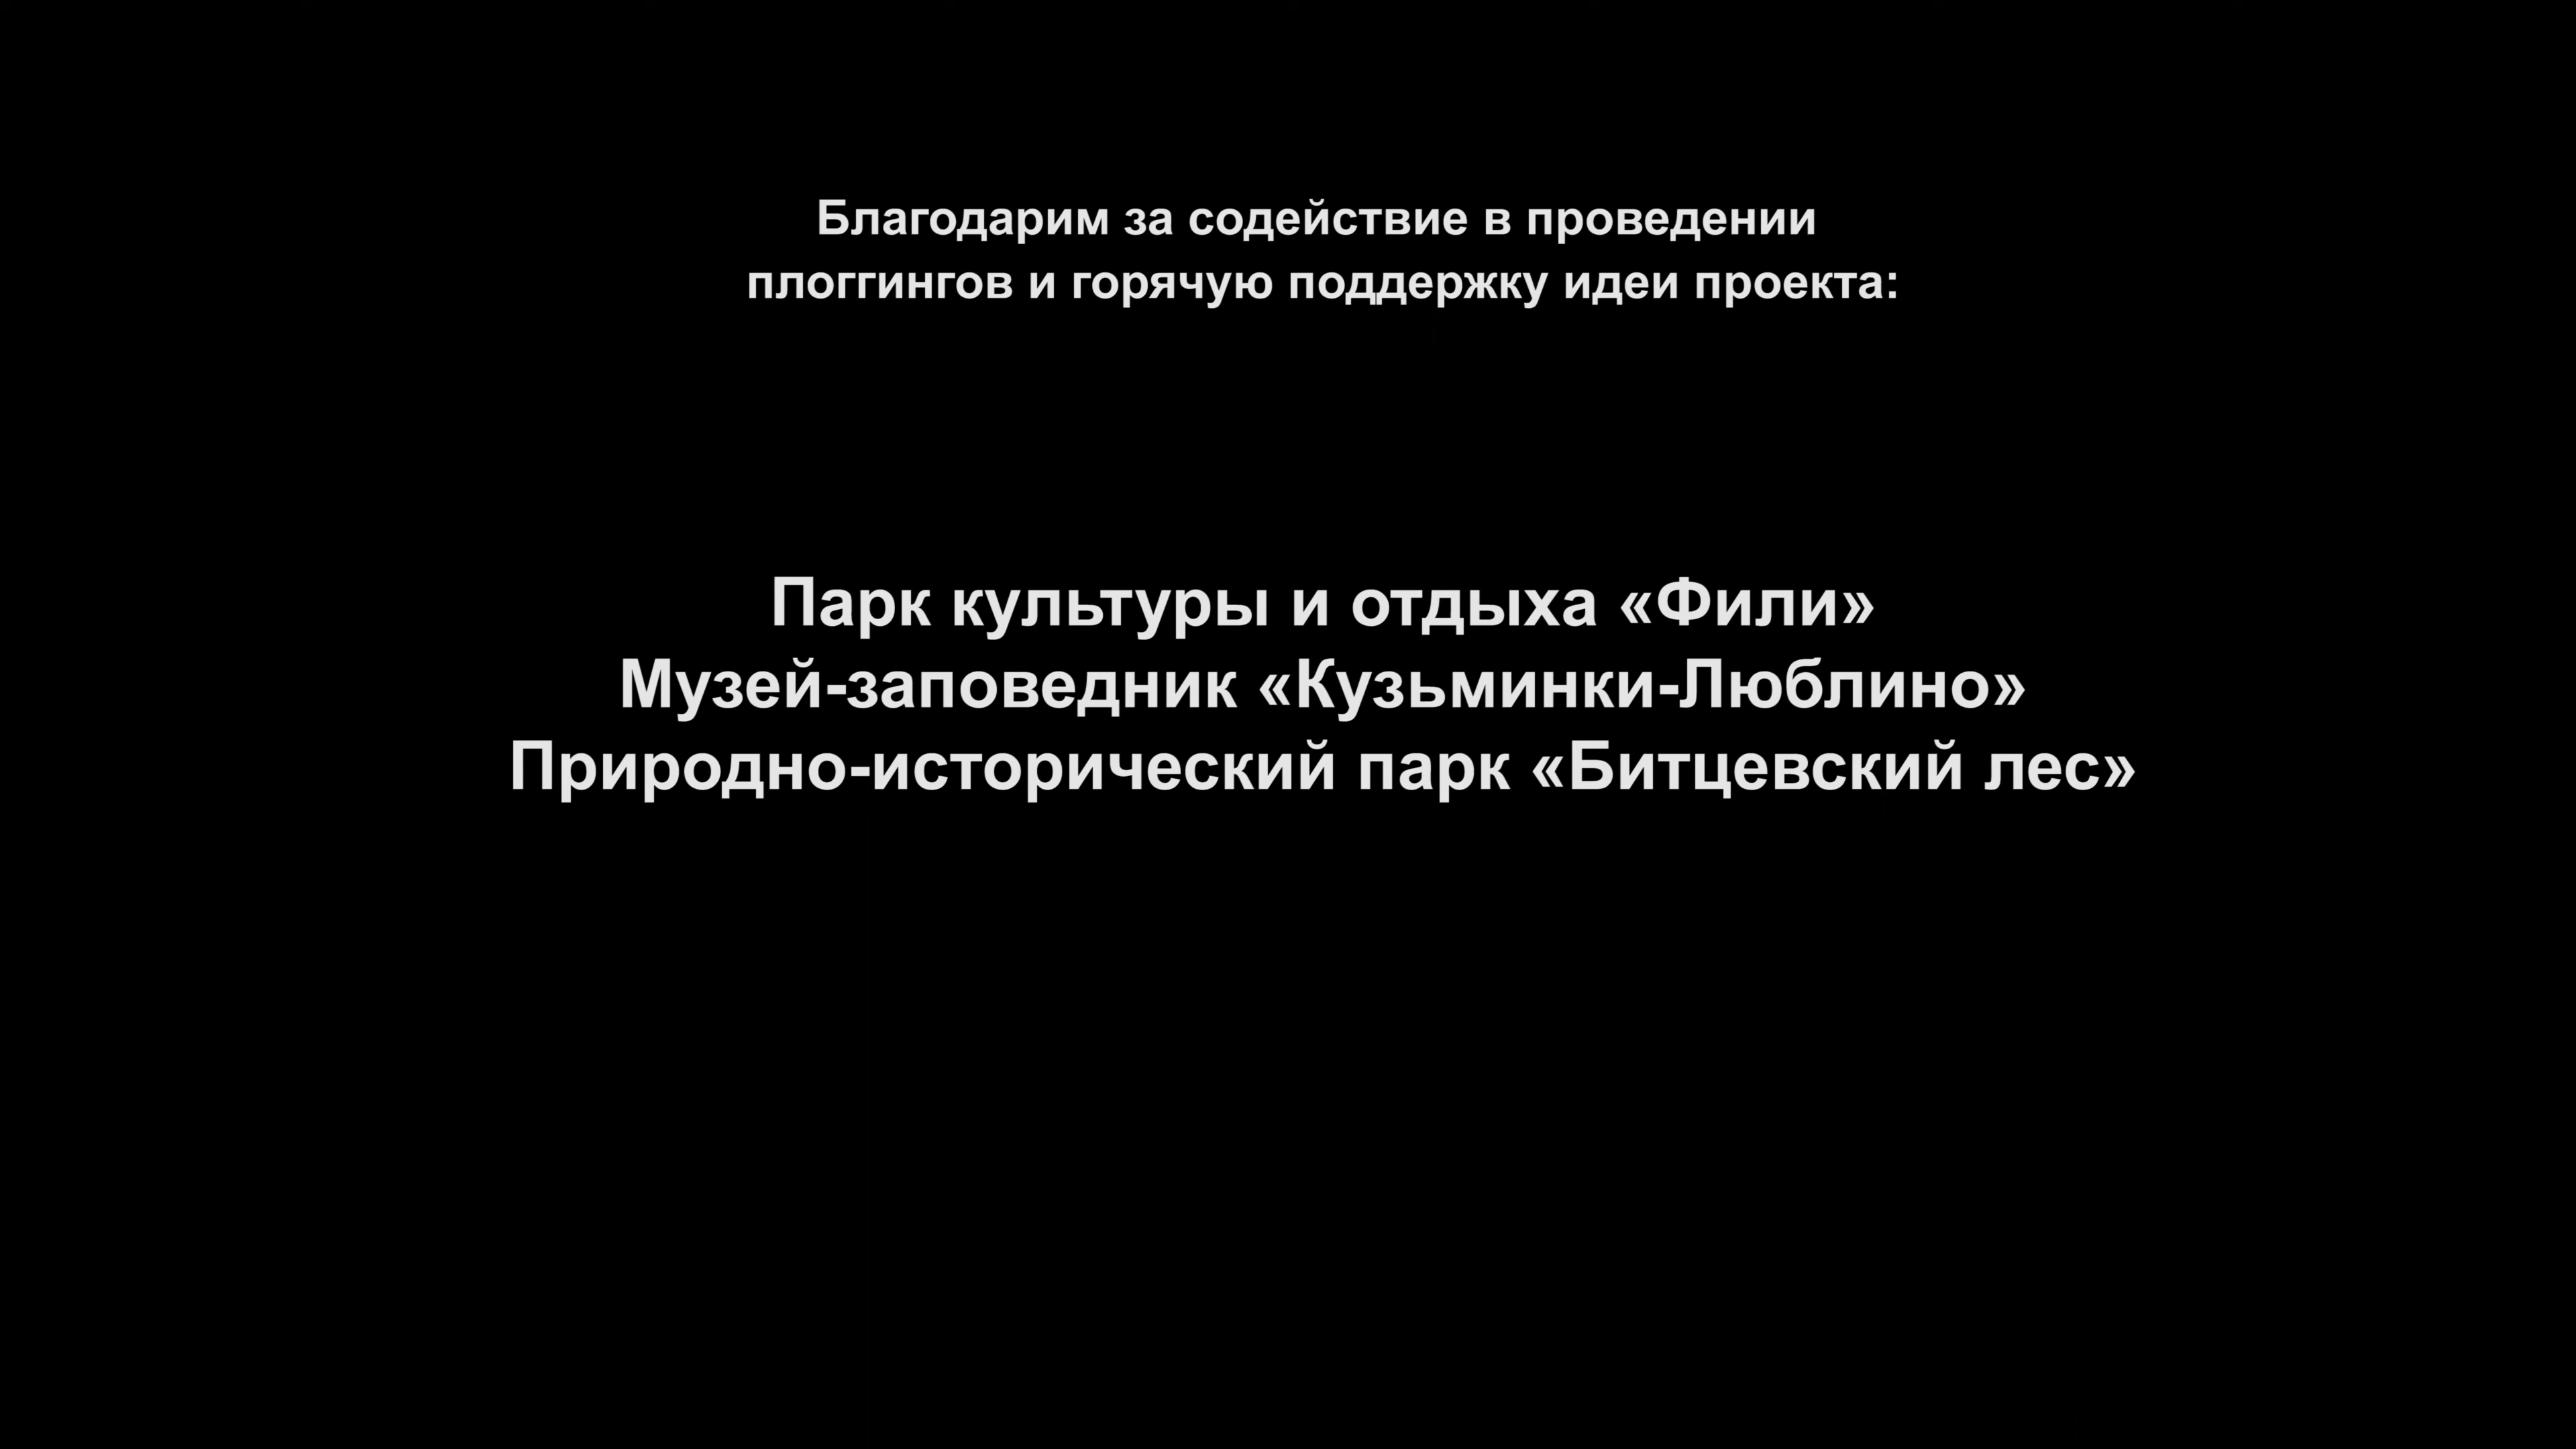 Благодарим за содействие в проведении
плоггингов и горячую поддержку идеи проекта:
Парк культуры и отдыха «Фили»
Музей-заповедник «Кузьминки-Люблино»
Природно-исторический парк «Битцевский лес»